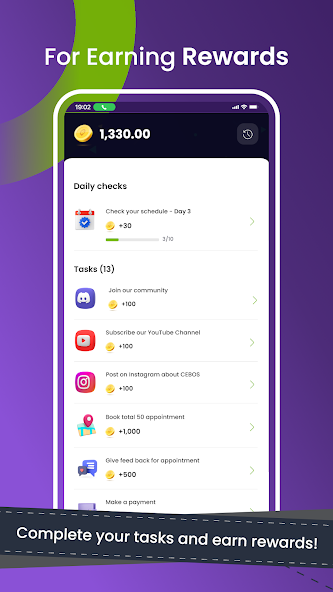 For Earning Rewards
19:02
1,330.00
Daily checks
Check your schedule - Day 3
+30
3/10
Tasks (13)
Join our community
+100
Subscribe our YouTube Channel
+100
Post on Instagram about CEBOS
+100
Book total 50 appointment
+1,000
Give feed back for appointment
+500
Make a payment
Complete your tasks and earn rewards!